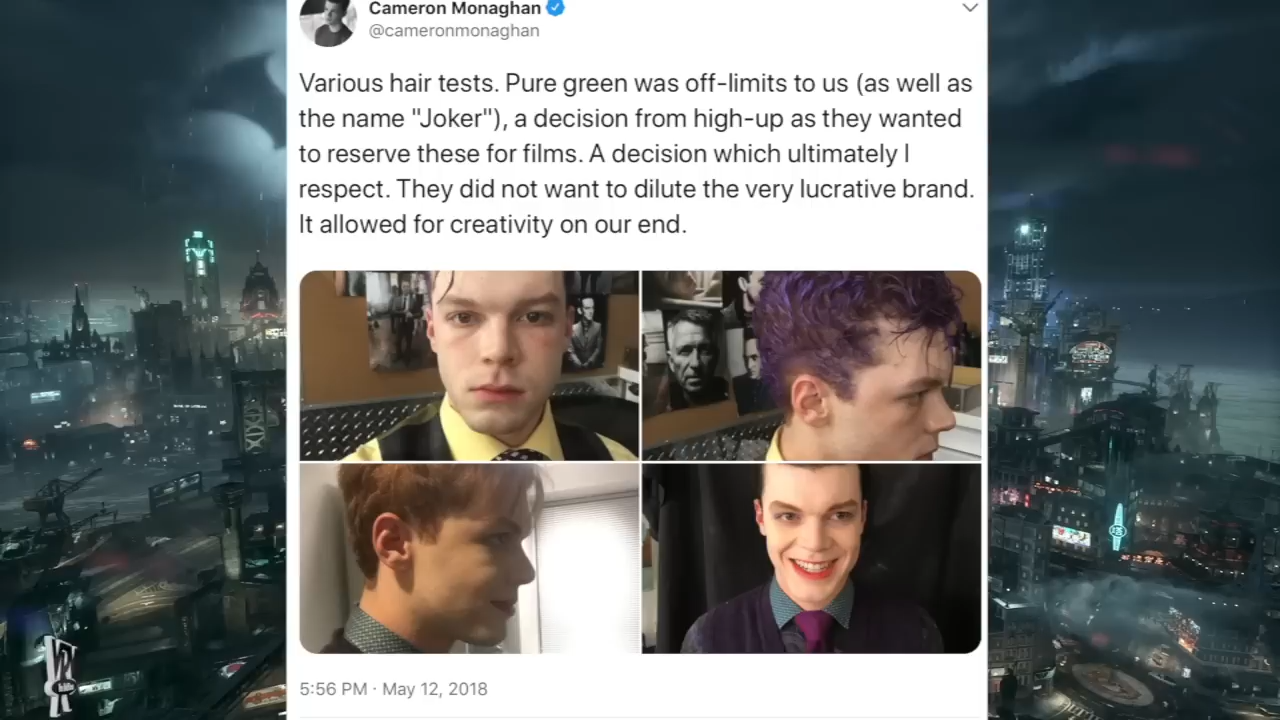 Cameron Monaghan
@cameronmonaghan
Various hair tests. Pure green was off-limits to us (as well as
the name "Joker"), a decision from high-up as they wanted
to reserve these for films. A decision which ultimately I
respect. They did not want to dilute the very lucrative brand.
It allowed for creativity on our end.
5:56 PM · May 12, 2018